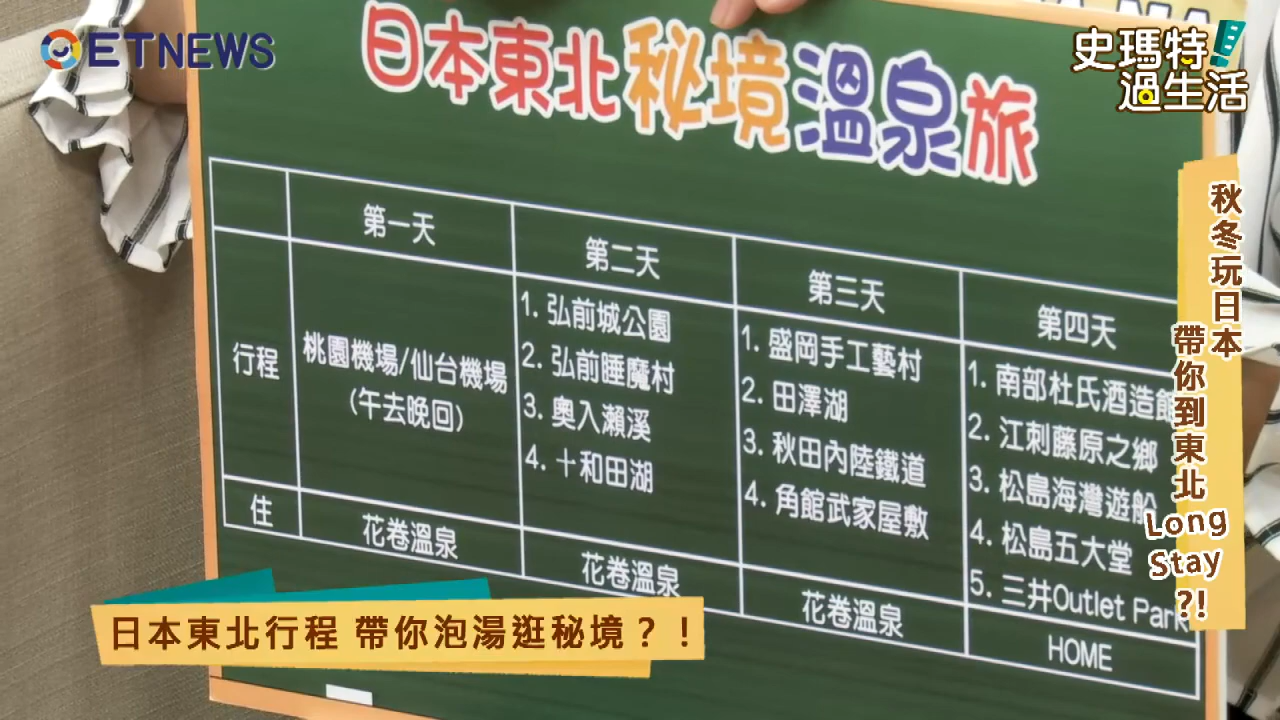 ETNEWS
史瑪特
過生活
日本東北秘境溫泉旅
第一天
第二天
第三天
第四天
行程
桃園機場/仙台機場
(午去晚回)
1. 弘前城公園
2. 弘前睡魔村
3. 奧入瀨溪
4. 十和田湖
1. 盛岡手工藝村
2. 田澤湖
3. 秋田內陸鐵道
4. 角館武家屋敷
1. 南部杜氏酒造館
2. 江刺藤原之鄉
3. 松島海灣遊船
4. 松島五大堂
5. 三井Outlet Park
住
花卷溫泉
花卷溫泉
花卷溫泉
HOME
秋冬玩日本
帶你到東北
Long
Stay
?!
日本東北行程 帶你泡湯逛秘境？！